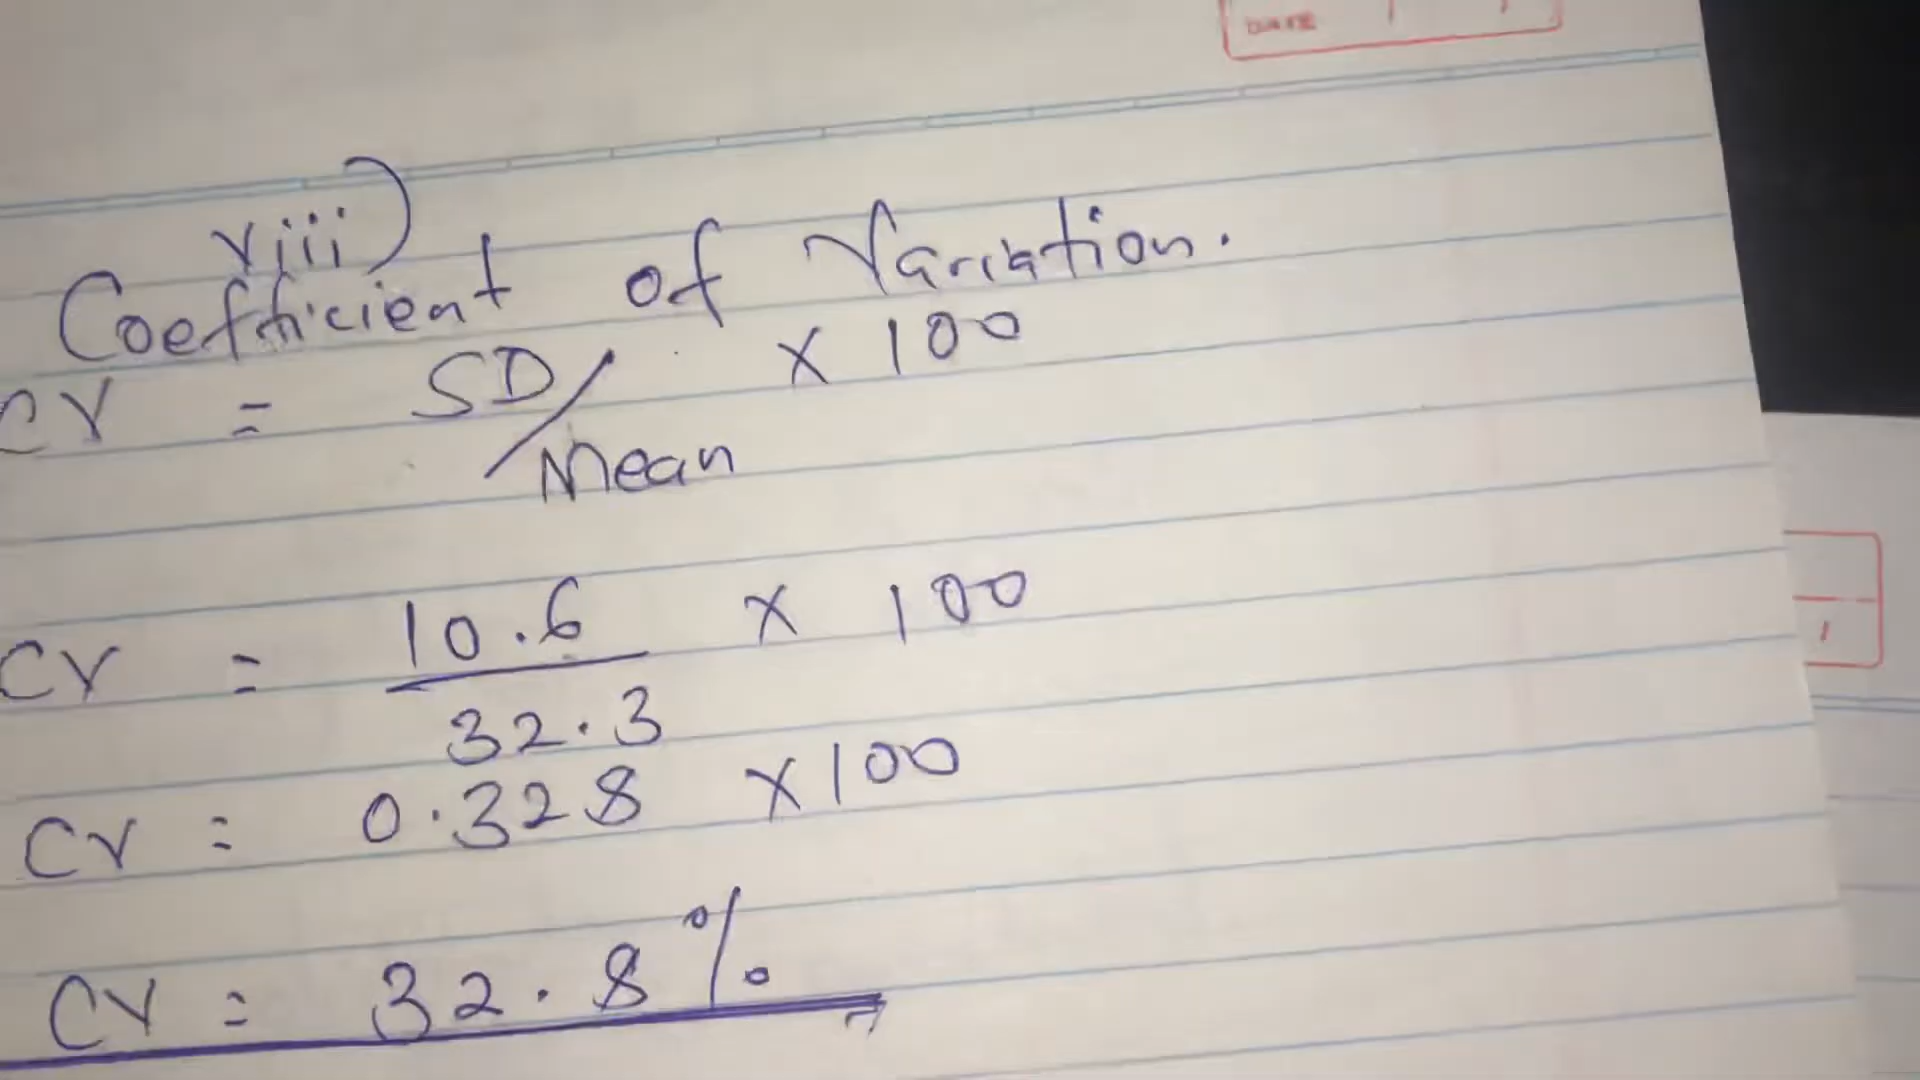 DATE
viii)
Coefficient of Variation.
CV = SD/Mean x 100
CV = 10.6/32.3 x 100
CV = 0.328 x100
CV = 32.8%